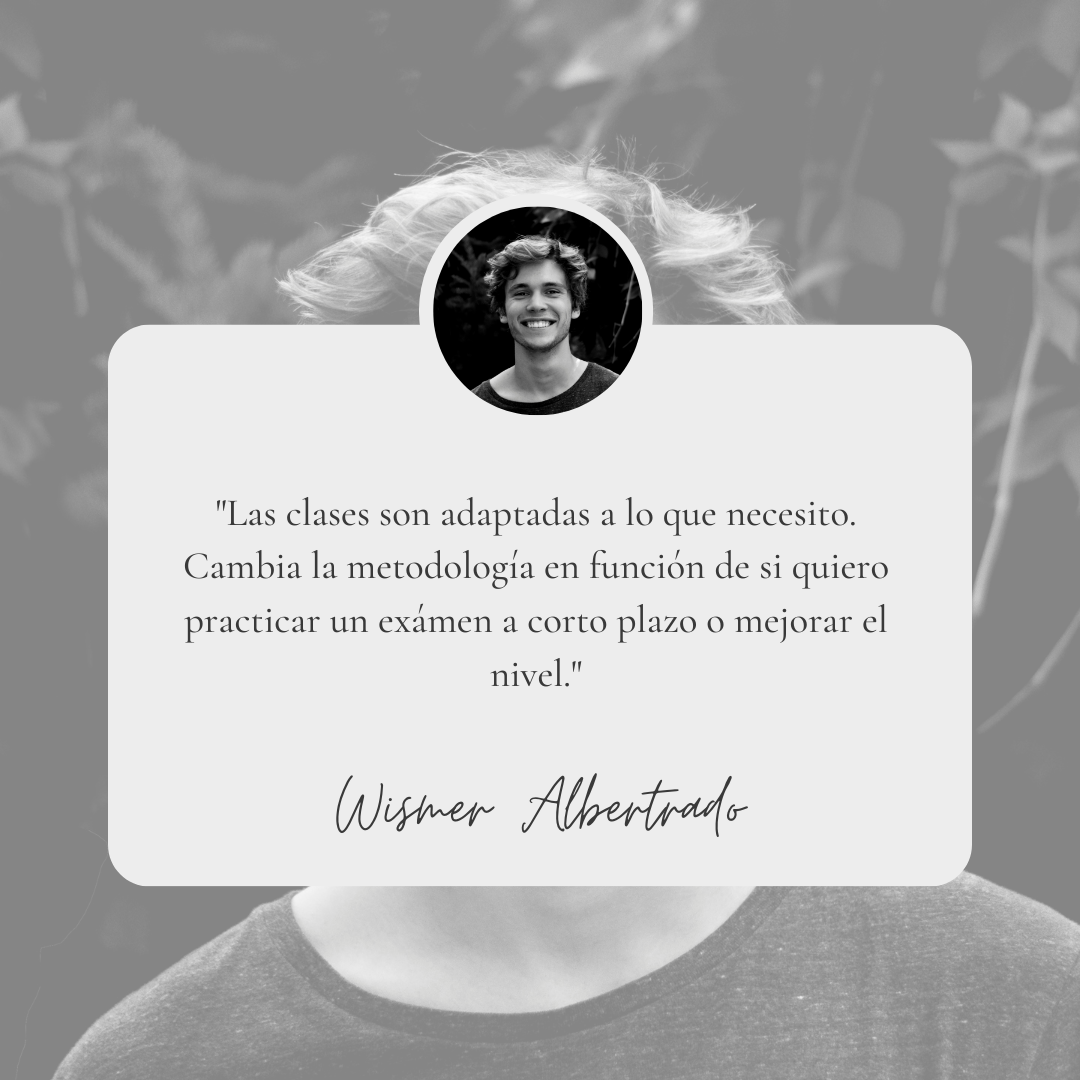 "Las clases son adaptadas a lo que necesito.
Cambia la metodología en función de si quiero
practicar un exámen a corto plazo o mejorar el
nivel."
Wismer Albertrado